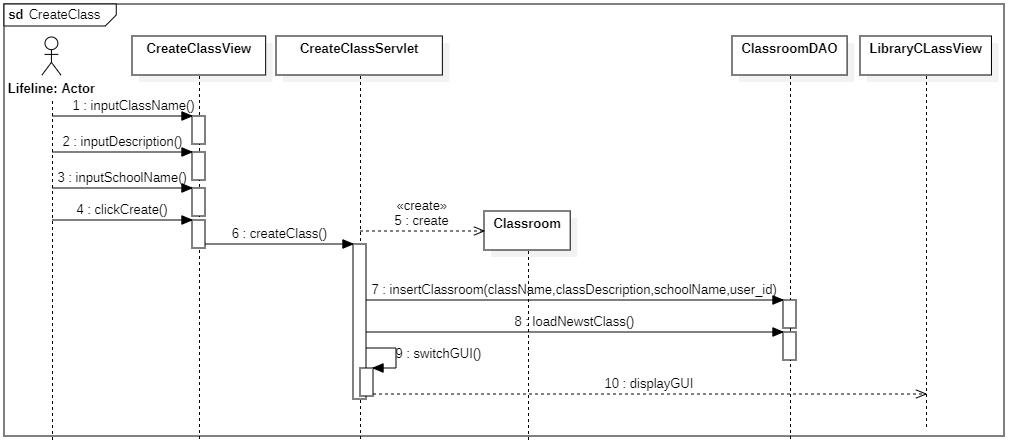 sd CreateClass
CreateClassView
CreateClassServlet
ClassroomDAO
LibraryCLassView
Lifeline: Actor
1 : inputClassName()
2 : inputDescription()
3 : inputSchoolName()
4 : clickCreate()
«create»
5 : create
Classroom
6 : createClass()
7 : insertClassroom(className,classDescription,schoolName,user_id)
8 : loadNewstClass()
9 : switchGUI()
10 : displayGUI